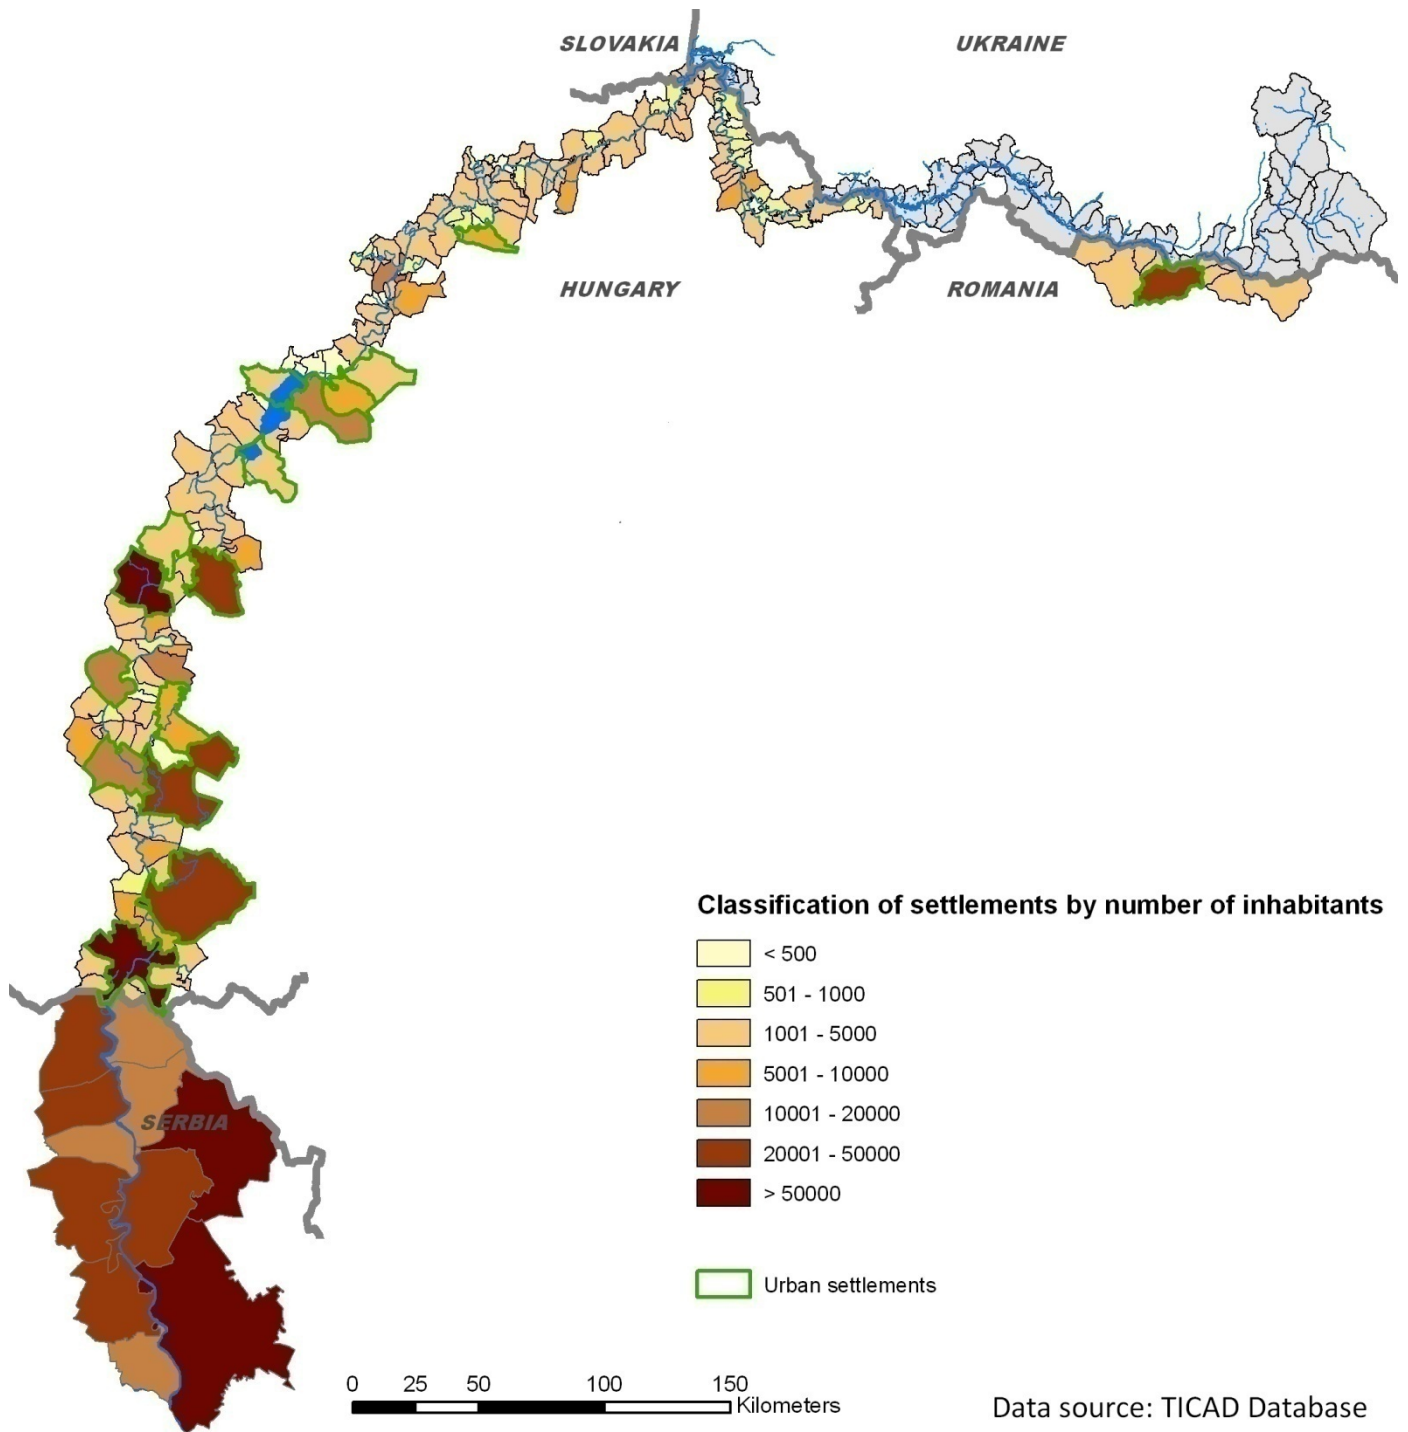 SLOVAKIA
UKRAINE
HUNGARY
ROMANIA
SERBIA
Classification of settlements by number of inhabitants
< 500
501 - 1000
1001 - 5000
5001 - 10000
10001 - 20000
20001 - 50000
> 50000
Urban settlements
0 25 50 100 150
Kilometers
Data source: TICAD Database